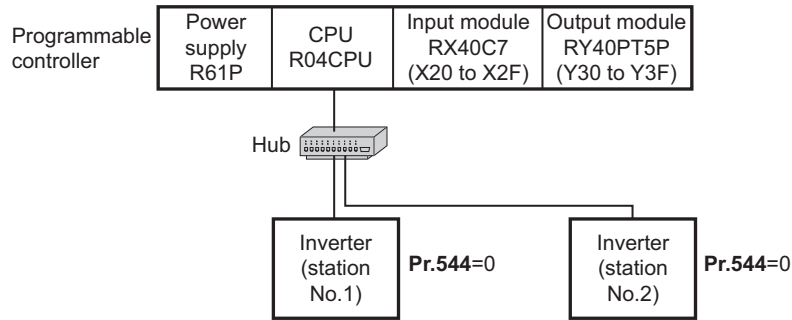 Programmable
controller
Power
supply
R61P
CPU
R04CPU
Input module
RX40C7
(X20 to X2F)
Output module
RY40PT5P
(Y30 to Y3F)
Hub
Inverter
(station
No.1)
Pr.544=0
Inverter
(station
No.2)
Pr.544=0